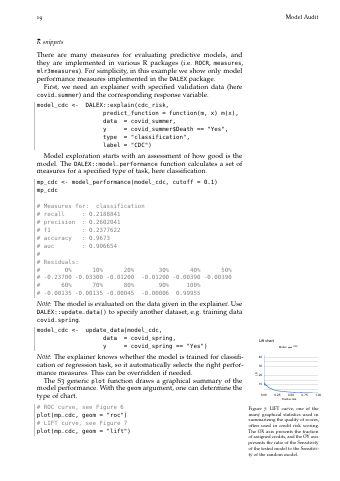 14
Model Audit
R snippets
There are many measures for evaluating predictive models, and
they are implemented in various R packages (i.e. ROCR, measures,
mlr3measures). For simplicity, in this example we show only model
performance measures implemented in the DALEX package.
First, we need an explainer with specified validation data (here
covid_summer) and the corresponding response variable.
model_cdc <- DALEX::explain(cdc_risk,
predict_function = function(m, x) m(x),
data = covid_summer,
y = covid_summer$Death == "Yes",
type = "classification",
label = "CDC")
Model exploration starts with an assessment of how good is the
model. The DALEX::model_performance function calculates a set of
measures for a specified type of task, here classification.
mp_cdc <- model_performance(model_cdc, cutoff = 0.1)
mp_cdc
# Measures for: classification
# recall : 0.2188841
# precision : 0.2602041
# f1 : 0.2377622
# accuracy : 0.9673
# auc : 0.906654
#
# Residuals:
# 0% 10% 20% 30% 40% 50%
# -0.23700 -0.03300 -0.01200 -0.01200 -0.00390 -0.00390
# 60% 70% 80% 90% 100%
# -0.00135 -0.00135 -0.00045 -0.00006 0.99955
Note: The model is evaluated on the data given in the explainer. Use
DALEX::update_data() to specify another dataset, e.g. training data
covid_spring.
model_cdc <- update_data(model_cdc,
data = covid_spring,
y = covid_spring == "Yes")
Note: The explainer knows whether the model is trained for classifi-
cation or regression task, so it automatically selects the right perfor-
mance measures. This can be overridden if needed.
The S3 generic plot function draws a graphical summary of the
model performance. With the geom argument, one can determine the
type of chart.
# ROC curve, see Figure 6
plot(mp_cdc, geom = "roc")
# LIFT curve, see Figure 7
plot(mp_cdc, geom = "lift")
Lift chart
Figure 7: LIFT curve, one of the
many graphical statistics used in
summarizing the quality of scores,
often used in credit risk scoring.
The OX axis presents the fraction
of assigned credits, and the OY axis
presents the ratio of the Sensitivity
of the tested model to the Sensitiv-
ity of the random model.